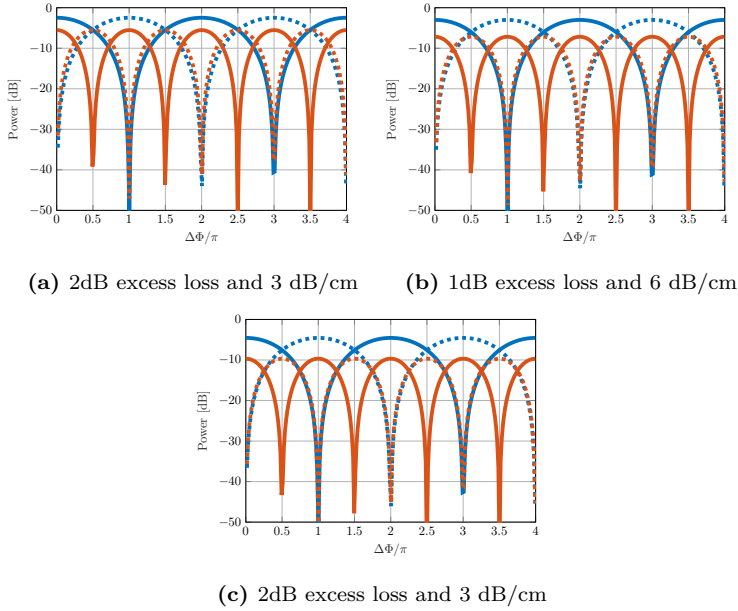 0
−10
−20
−30
−40
−50
Power [dB]
0 0.5 1 1.5 2 2.5 3 3.5 4
ΔΦ/π
(a) 2dB excess loss and 3 dB/cm
0
−10
−20
−30
−40
−50
Power [dB]
0 0.5 1 1.5 2 2.5 3 3.5 4
ΔΦ/π
(b) 1dB excess loss and 6 dB/cm
0
−10
−20
−30
−40
−50
Power [dB]
0 0.5 1 1.5 2 2.5 3 3.5 4
ΔΦ/π
(c) 2dB excess loss and 3 dB/cm